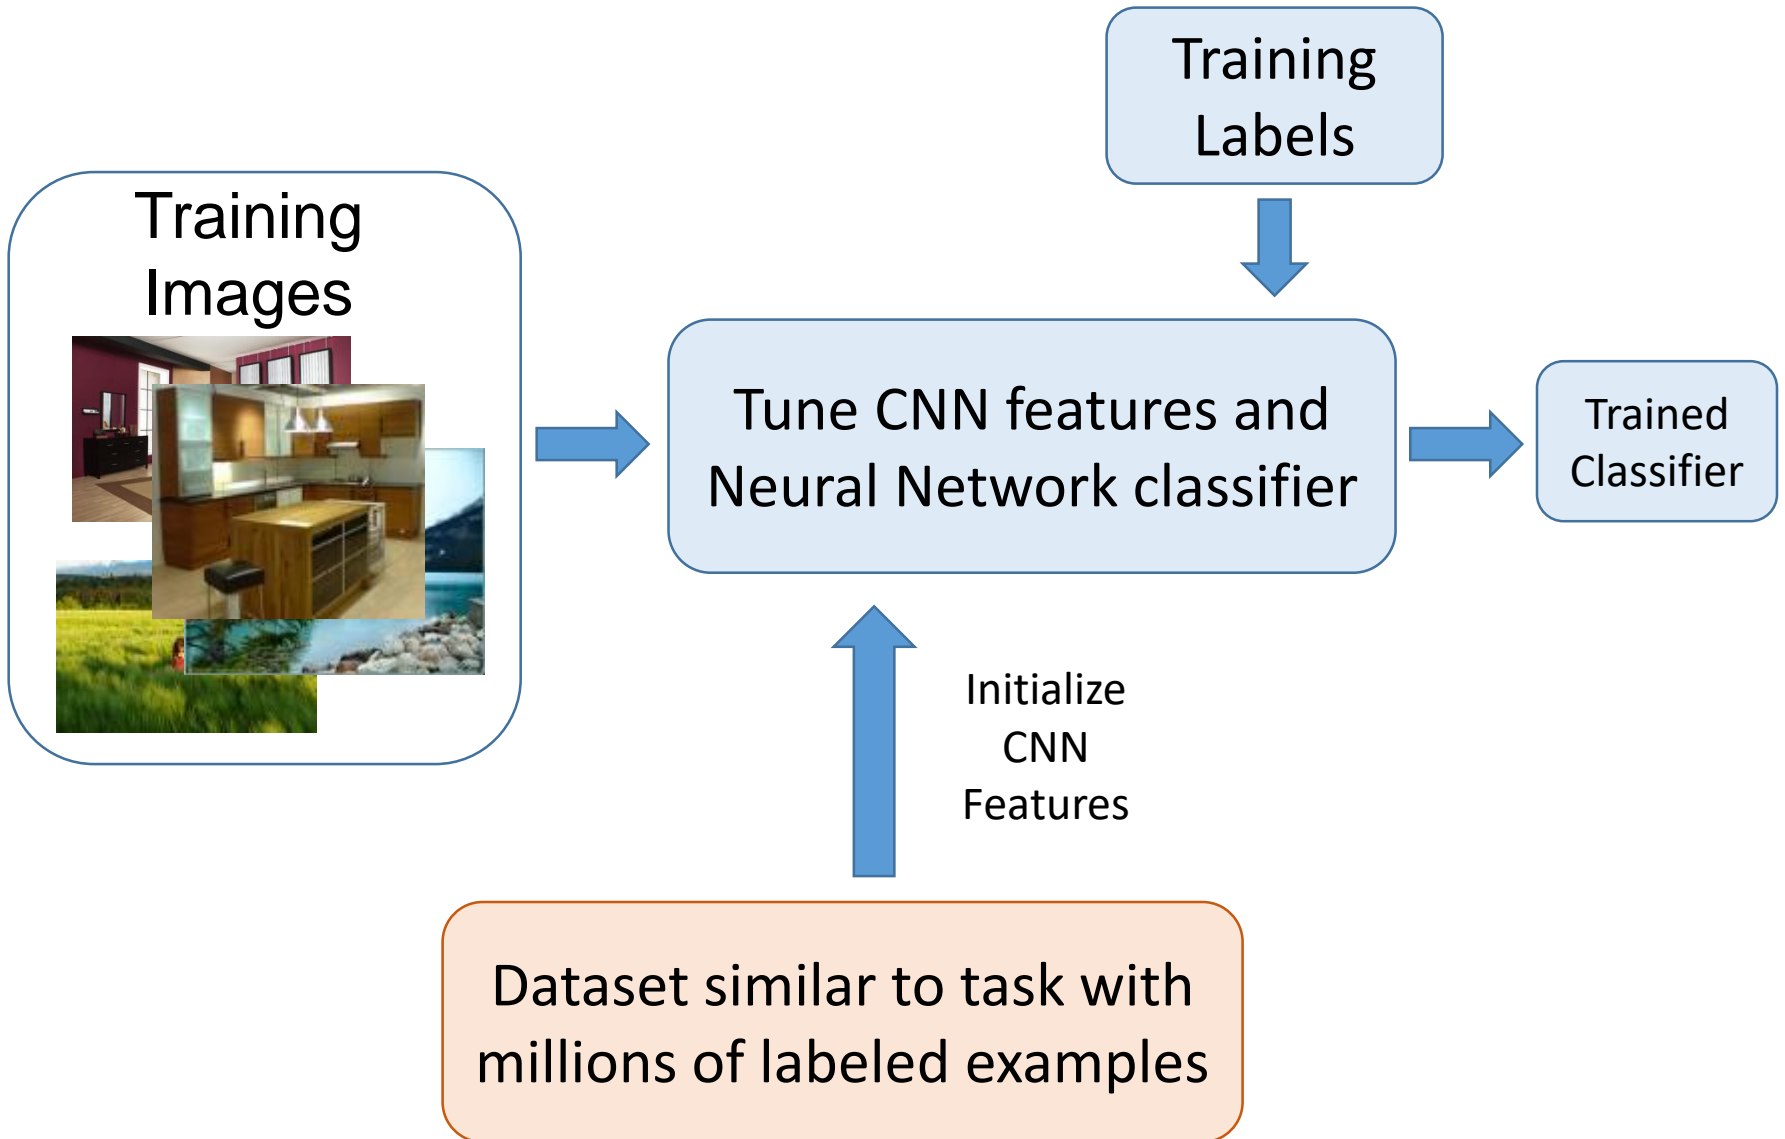 Training
Labels
Training
Images
Tune CNN features and
Neural Network classifier
Trained
Classifier
Initialize
CNN
Features
Dataset similar to task with
millions of labeled examples